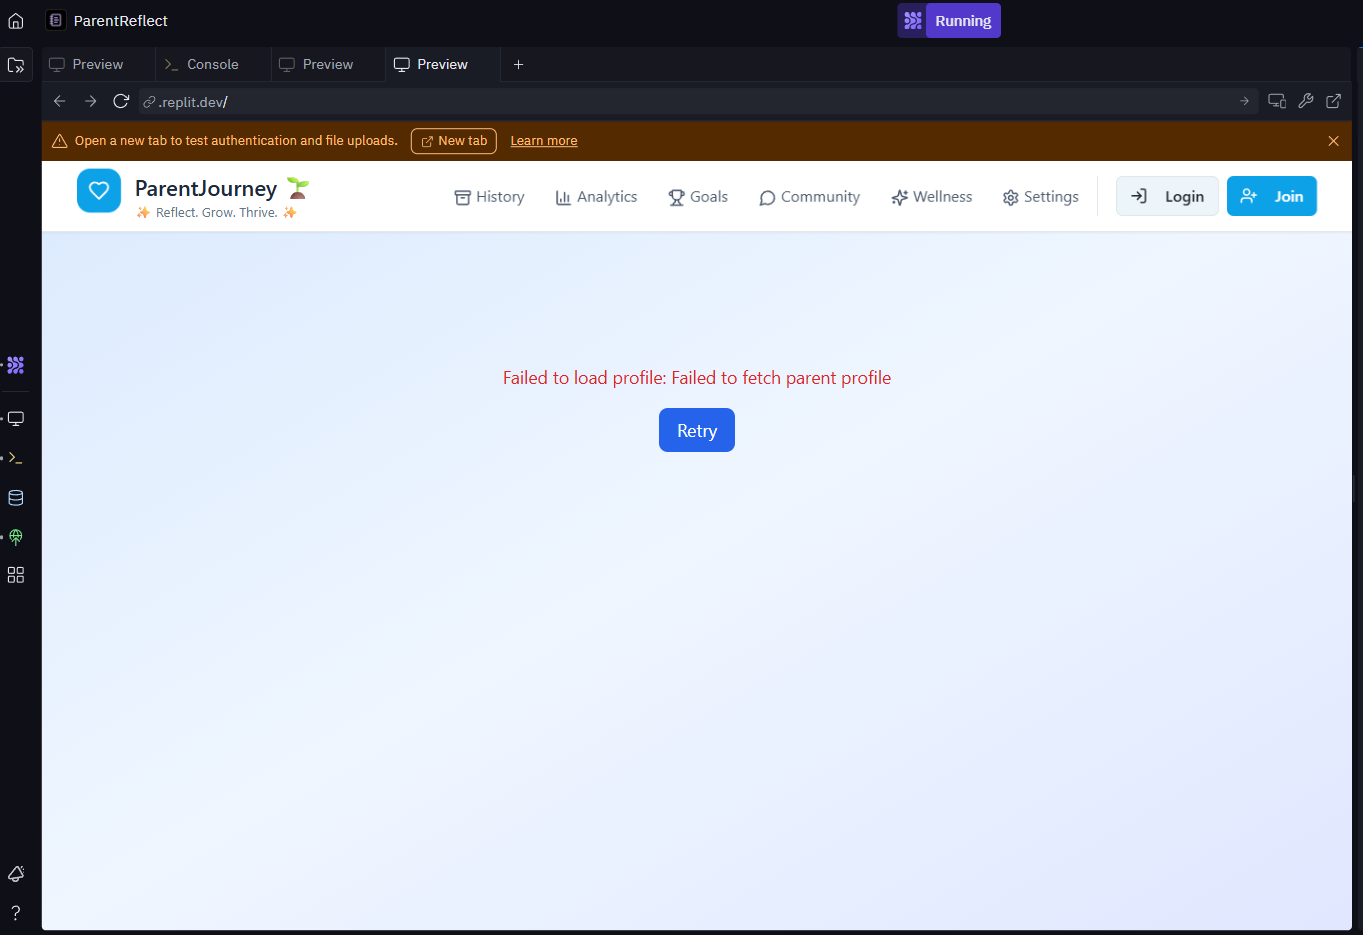 ParentReflect
Running
Preview
Console
Preview
Preview
.replit.dev/
Open a new tab to test authentication and file uploads.
New tab
Learn more
ParentJourney 🌱
✨ Reflect. Grow. Thrive. ✨
History
Analytics
Goals
Community
Wellness
Settings
Login
Join
Failed to load profile: Failed to fetch parent profile
Retry